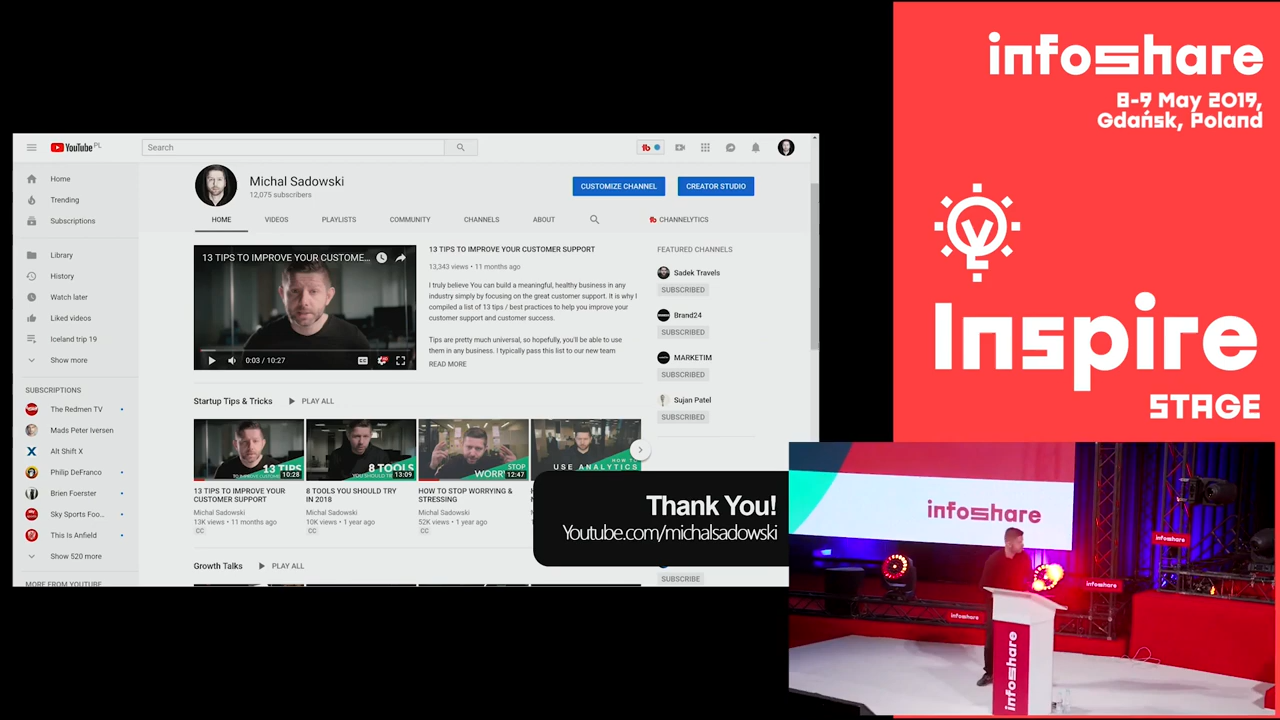 YouTube PL
Search
Home
Trending
Subscriptions
Library
History
Watch later
Liked videos
Iceland trip 19
Show more
SUBSCRIPTIONS
The Redmen TV
Mads Peter Iversen
Alt Shift X
Philip DeFranco
Brien Foerster
Sky Sports Foo..
This Is Anfield
Show 520 more
MORE FROM YOUTUBE
Michal Sadowski
12,075 subscribers
CUSTOMIZE CHANNEL
CREATOR STUDIO
HOME
VIDEOS
PLAYLISTS
COMMUNITY
CHANNELS
ABOUT
tb CHANNELYTICS
13 TIPS TO IMPROVE YOUR CUSTOME...
0:03 / 10:27
13 TIPS TO IMPROVE YOUR CUSTOMER SUPPORT
13,343 views • 11 months ago
I truly believe You can build a meaningful, healthy business in any
industry simply by focusing on the great customer support. It is why I
compiled a list of 13 tips / best practices to help you improve your
customer support and customer success.
Tips are pretty much universal, so hopefully, you'll be able to use
them in any business. I typically pass this list to our new team
READ MORE
FEATURED CHANNELS
Sadek Travels
SUBSCRIBED
Brand24
SUBSCRIBED
MARKETIM
SUBSCRIBED
Sujan Patel
SUBSCRIBED
SUBSCRIBE
Startup Tips & Tricks
PLAY ALL
13 TIPS
10:28
13 TIPS TO IMPROVE YOUR
CUSTOMER SUPPORT
Michal Sadowski
13K views • 11 months ago
CC
8 TOOLS
YOU SHOULD TRY
13:09
8 TOOLS YOU SHOULD TRY
IN 2018
Michal Sadowski
10K views • 1 year ago
CC
STOP
WORR
12:47
HOW TO STOP WORRYING &
STRESSING
Michal Sadowski
52K views • 1 year ago
CC
HOW TO
USE ANALYTICS
Growth Talks
PLAY ALL
Thank You!
Youtube.com/michalsadowski
infoshare
8-9 May 2019,
Gdańsk, Poland
Inspire
STAGE
infoshare
infoshare
infoshare
infoshare
infoshare